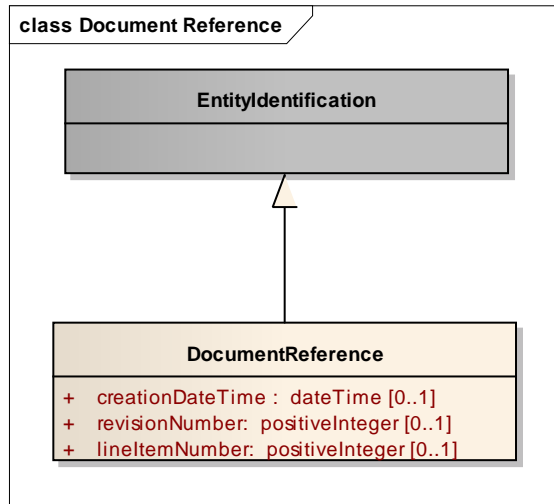 class Document Reference
EntityIdentification
DocumentReference
+ creationDateTime : dateTime [0..1]
+ revisionNumber: positiveInteger [0..1]
+ lineItemNumber: positiveInteger [0..1]